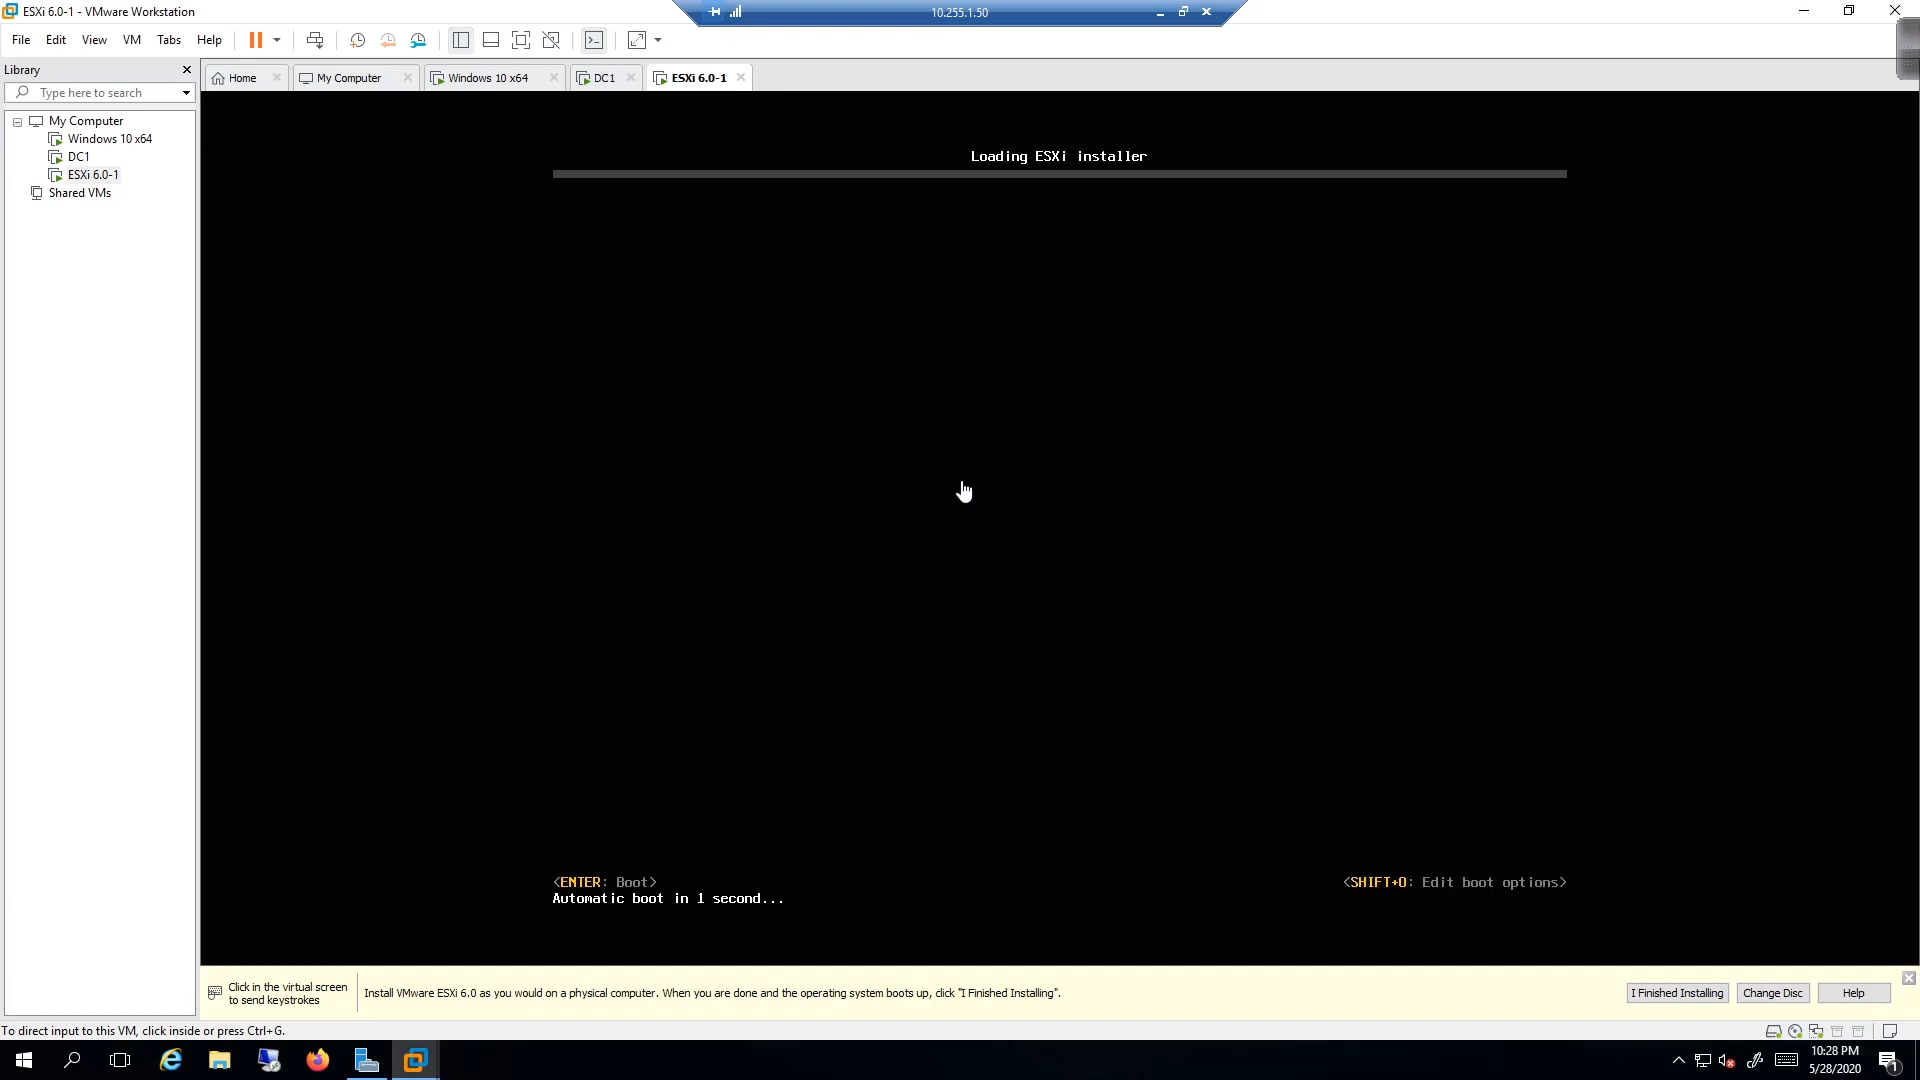 ESXi 6.0-1 - VMware Workstation
10.255.1.50
File Edit View VM Tabs Help
Library
Type here to search
My Computer
Windows 10 x64
DC1
ESXi 6.0-1
Shared VMs
Home
My Computer
Windows 10 x64
DC1
ESXi 6.0-1
Loading ESXi installer
<ENTER: Boot>
<SHIFT+O: Edit boot options>
Automatic boot in 1 second...
Click in the virtual screen
to send keystrokes
Install VMware ESXi 6.0 as you would on a physical computer. When you are done and the operating system boots up, click "I Finished Installing".
I Finished Installing
Change Disc
Help
To direct input to this VM, click inside or press Ctrl+G.
10:28 PM
5/28/2020
1